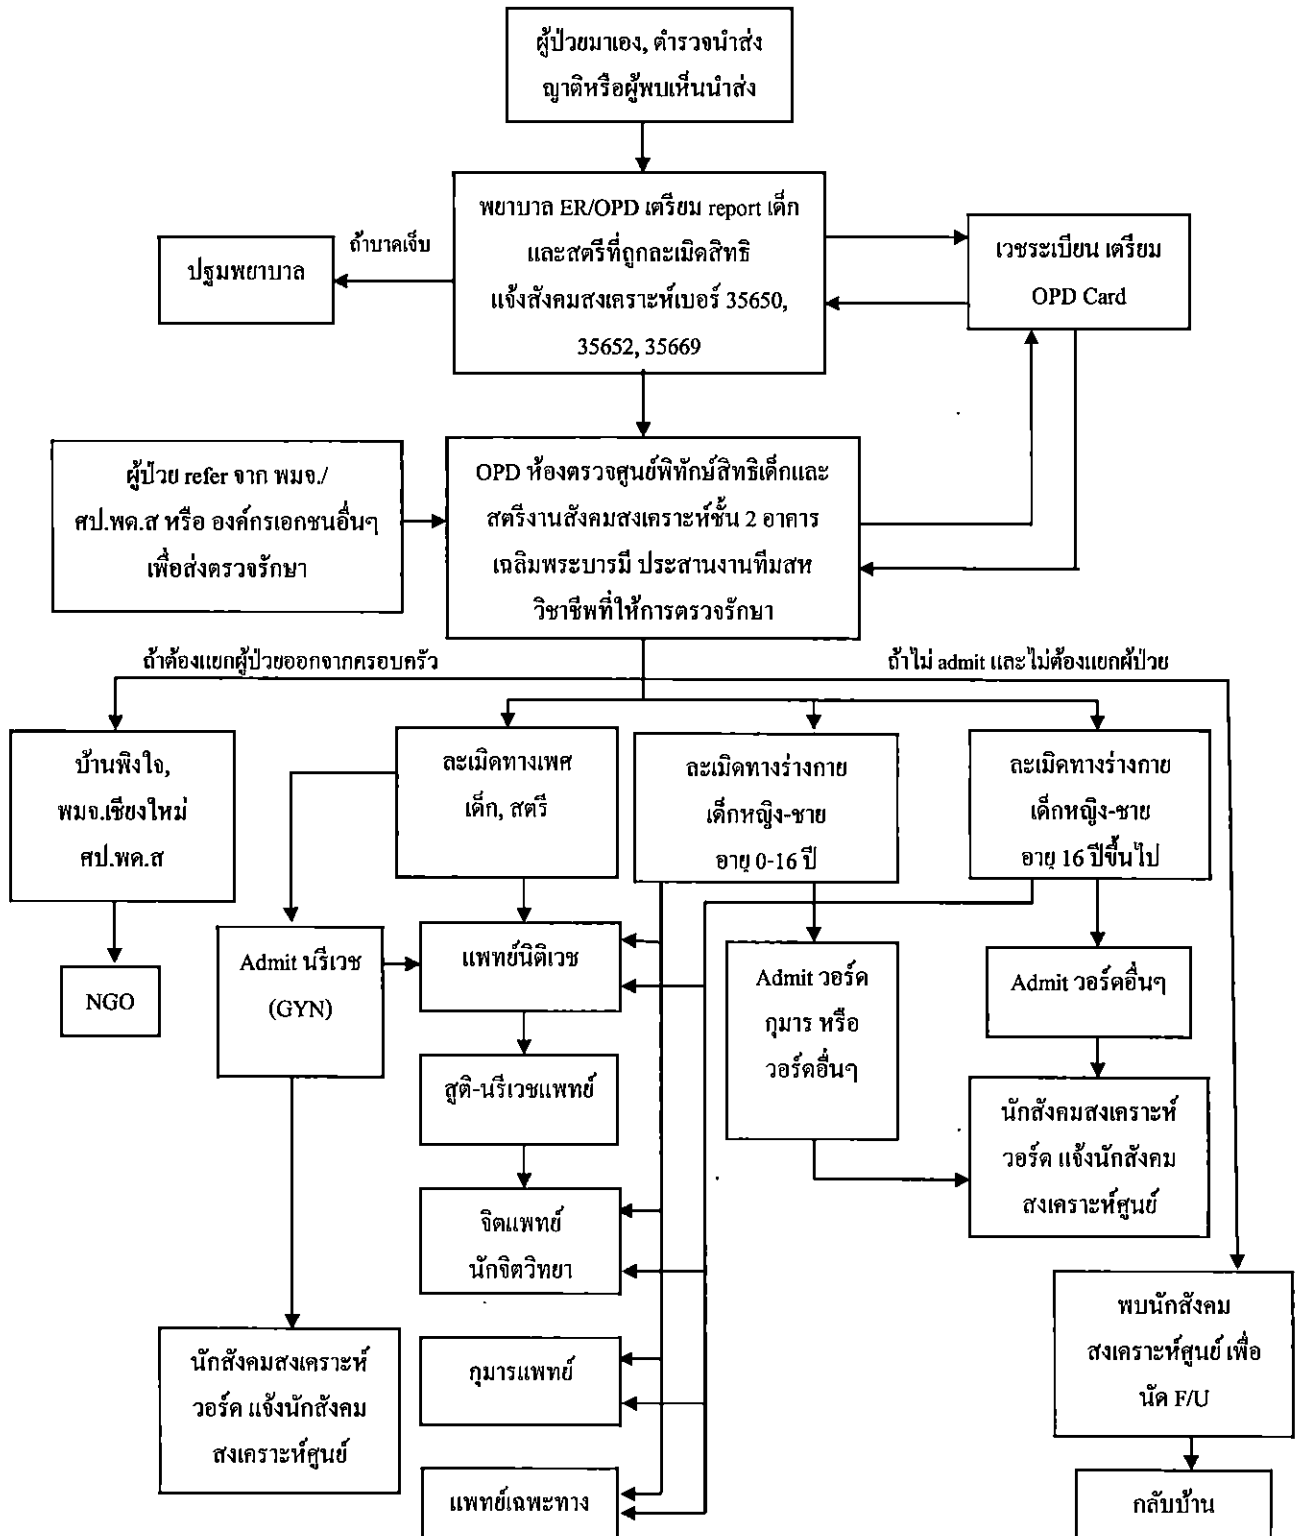 ผู้ป่วยมาเอง, ตำรวจนำส่ง
ญาติหรือผู้พบเห็นนำส่ง
พยาบาล ER/OPD เตรียม report เด็ก
และสตรีที่ถูกละเมิดสิทธิ
แจ้งสังคมสงเคราะห์เบอร์ 35650,
35652, 35669
ถ้าบาดเจ็บ
ปฐมพยาบาล
เวชระเบียน เตรียม
OPD Card
ผู้ป่วย refer จาก พมจ./
ศป.พด.ส หรือ องค์กรเอกชนอื่นๆ
เพื่อส่งตรวจรักษา
OPD ห้องตรวจศูนย์พิทักษ์สิทธิเด็กและ
สตรีงานสังคมสงเคราะห์ชั้น 2 อาคาร
เฉลิมพระบารมี ประสานงานทีมสห
วิชาชีพที่ให้การตรวจรักษา
ถ้าต้องแยกผู้ป่วยออกจากครอบครัว
ถ้าไม่ admit และไม่ต้องแยกผู้ป่วย
บ้านพิงใจ,
พมจ.เชียงใหม่
ศป.พด.ส
NGO
ละเมิดทางเพศ
เด็ก, สตรี
ละเมิดทางร่างกาย
เด็กหญิง-ชาย
อายุ 0-16 ปี
ละเมิดทางร่างกาย
เด็กหญิง-ชาย
อายุ 16 ปีขึ้นไป
Admit นรีเวช
(GYN)
แพทย์นิติเวช
Admit วอร์ด
กุมาร หรือ
วอร์ดอื่นๆ
Admit วอร์ดอื่นๆ
สูติ-นรีเวชแพทย์
นักสังคมสงเคราะห์
วอร์ด แจ้งนักสังคม
สงเคราะห์ศูนย์
จิตแพทย์
นักจิตวิทยา
พบนักสังคม
สงเคราะห์ศูนย์ เพื่อ
นัด F/U
นักสังคมสงเคราะห์
วอร์ด แจ้งนักสังคม
สงเคราะห์ศูนย์
กุมารแพทย์
แพทย์เฉพะทาง
กลับบ้าน